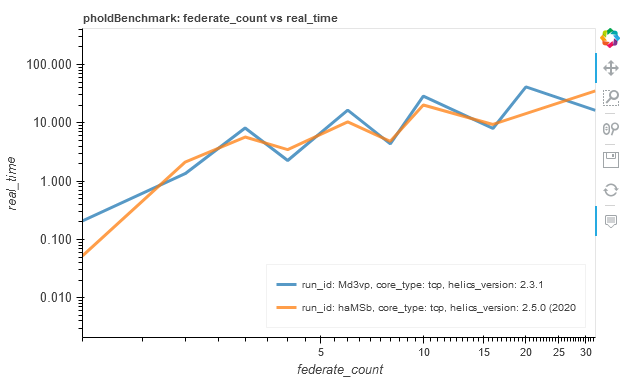 pholdBenchmark: federate_count vs real_time
100.000
10.000
1.000
0.100
0.010
real_time
run_id: Md3vp, core_type: tcp, helics_version: 2.3.1
run_id: haMSb, core_type: tcp, helics_version: 2.5.0 (2020
5
10
15
20
25
30
federate_count